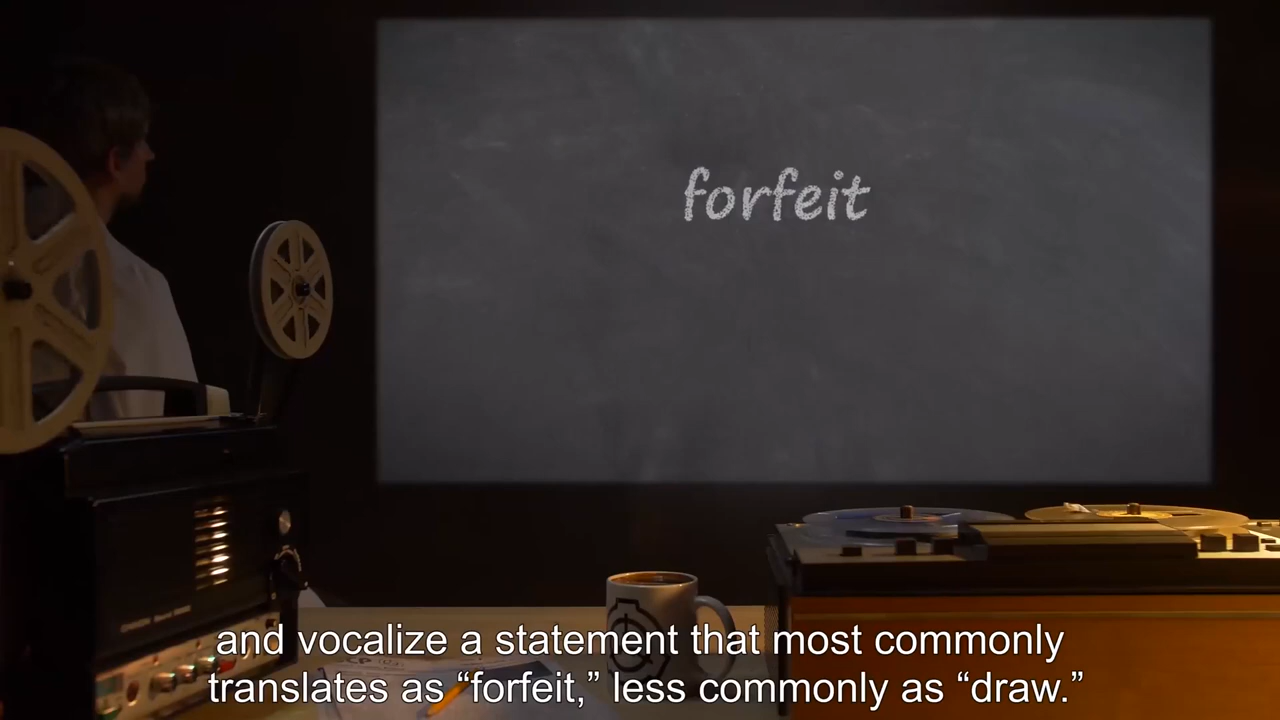 forfeit
and vocalize a statement that most commonly
translates as “forfeit,” less commonly as “draw.”